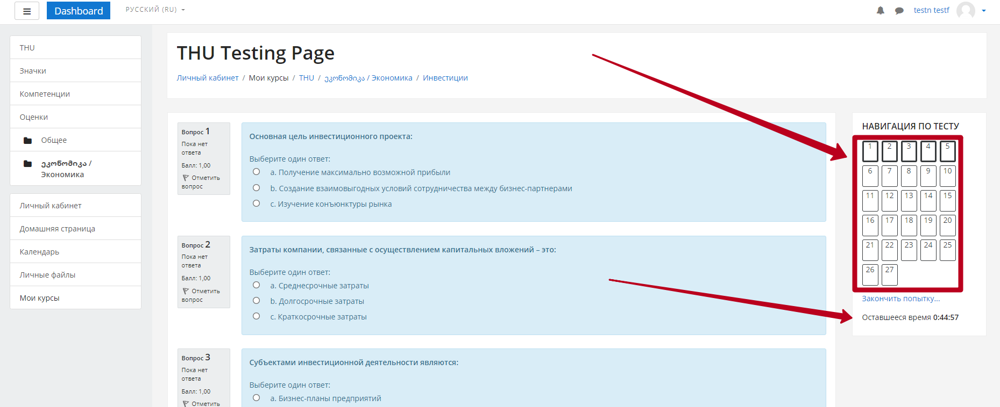 Dashboard
РУССКИЙ (RU)
testn testf
THU
Значки
Компетенции
Оценки
Общее
ეკონომიკა /
Экономика
Личный кабинет
Домашняя страница
Календарь
Личные файлы
Мои курсы
THU Testing Page
Личный кабинет / Мои курсы / THU / ეკონომიკა / Экономика / Инвестиции
Вопрос 1
Пока нет
ответа
Балл: 1,00
Отметить
вопрос
Основная цель инвестиционного проекта:
Выберите один ответ:
a. Получение максимально возможной прибыли
b. Создание взаимовыгодных условий сотрудничества между бизнес-партнерами
c. Изучение конъюнктуры рынка
Вопрос 2
Пока нет
ответа
Балл: 1,00
Отметить
вопрос
Затраты компании, связанные с осуществлением капитальных вложений – это:
Выберите один ответ:
a. Среднесрочные затраты
b. Долгосрочные затраты
c. Краткосрочные затраты
Вопрос 3
Пока нет
ответа
Балл: 1,00
Отметить
Субъектами инвестиционной деятельности являются:
Выберите один ответ:
a. Бизнес-планы предприятий
НАВИГАЦИЯ ПО ТЕСТУ
1 2 3 4 5
6 7 8 9 10
11 12 13 14 15
16 17 18 19 20
21 22 23 24 25
26 27
Закончить попытку...
Оставшееся время 0:44:57